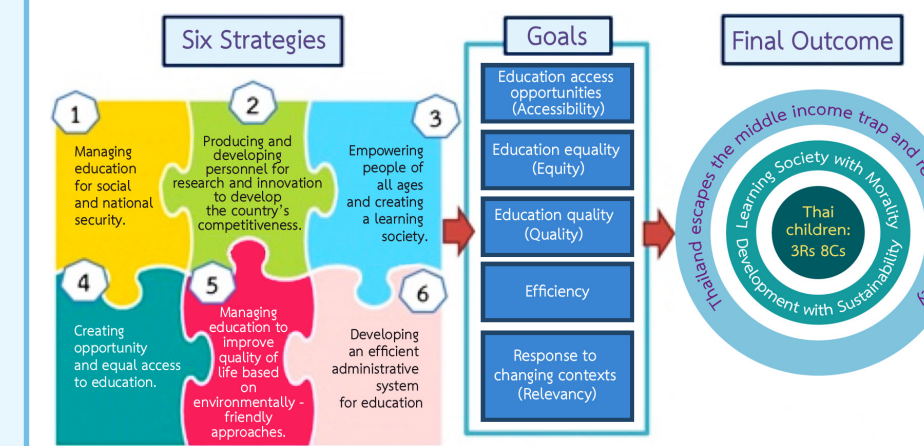 Six Strategies
1
Managing
education
for social
and national
security.
2
Producing and
developing
personnel for
research and innovation
to develop
the country's
competitiveness.
3
Empowering
people of
all ages
and creating
a learning
society.
4
Creating
opportunity
and equal access
to education.
5
Managing
education to
improve
quality of
life based
on
environmentally -
friendly
approaches.
6
Developing
an efficient
administrative
system
for education
Goals
Education access
opportunities
(Accessibility)
Education equality
(Equity)
Education quality
(Quality)
Efficiency
Response to
changing contexts
(Relevancy)
Final Outcome
Thailand escapes the middle income trap and
Learning Society with Morality
Development with Sustainability
Thai
children:
3Rs 8Cs